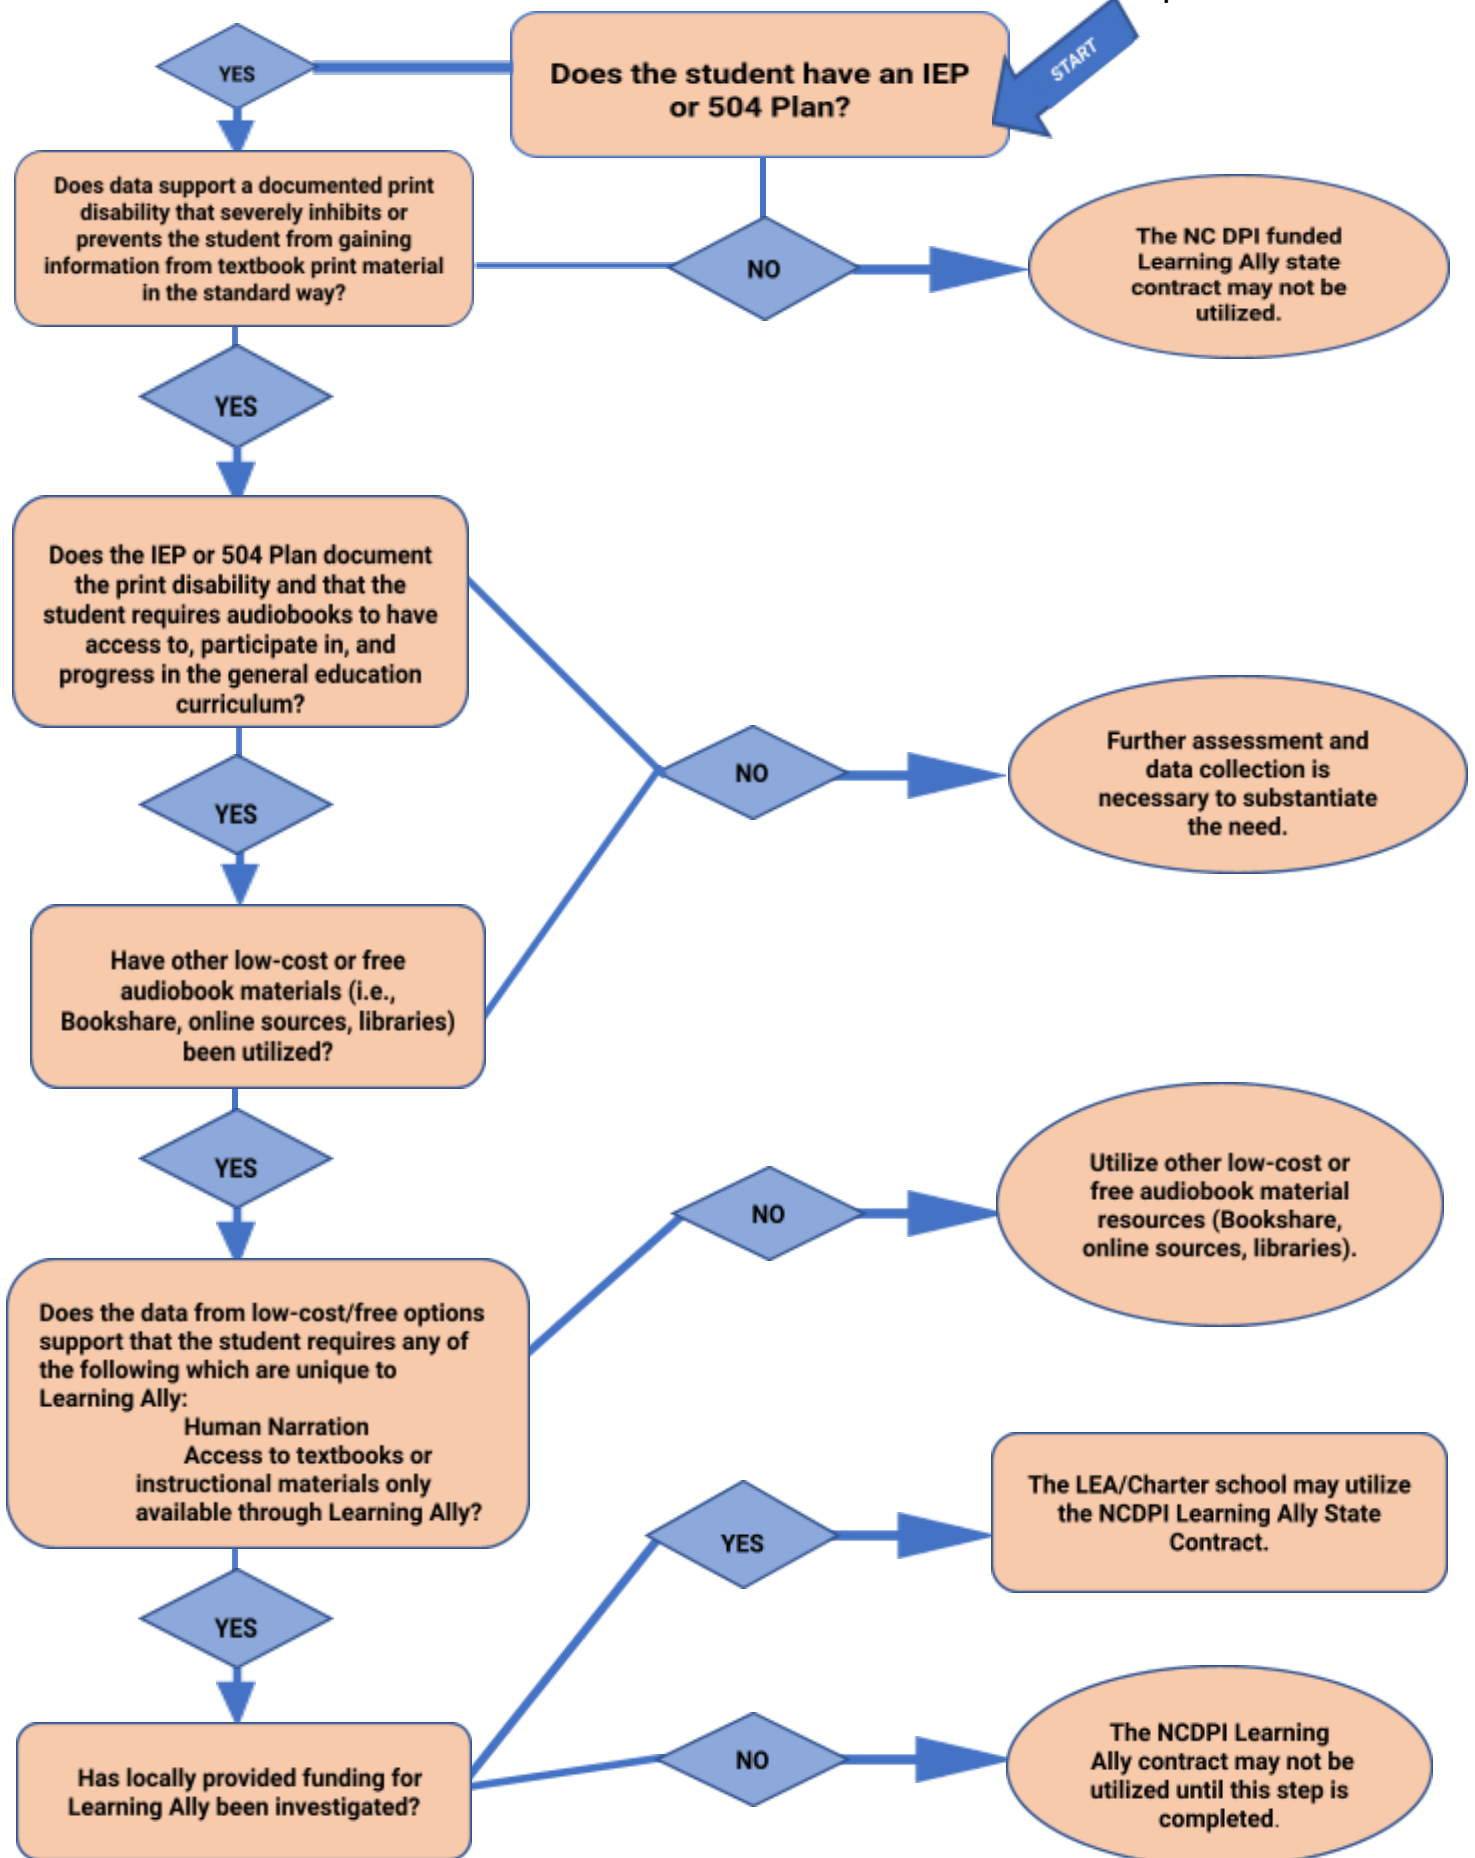 START
Does the student have an IEP
or 504 Plan?
YES
Does data support a documented print
disability that severely inhibits or
prevents the student from gaining
information from textbook print material
in the standard way?
NO
The NC DPI funded
Learning Ally state
contract may not be
utilized.
YES
Does the IEP or 504 Plan document
the print disability and that the
student requires audiobooks to have
access to, participate in, and
progress in the general education
curriculum?
NO
Further assessment and
data collection is
necessary to substantiate
the need.
YES
Have other low-cost or free
audiobook materials (i.e.,
Bookshare, online sources, libraries)
been utilized?
YES
NO
Utilize other low-cost or
free audiobook material
resources (Bookshare,
online sources, libraries).
Does the data from low-cost/free options
support that the student requires any of
the following which are unique to
Learning Ally:
Human Narration
Access to textbooks or
instructional materials only
available through Learning Ally?
YES
The LEA/Charter school may utilize
the NCDPI Learning Ally State
Contract.
YES
Has locally provided funding for
Learning Ally been investigated?
NO
The NCDPI Learning
Ally contract may not be
utilized until this step is
completed.